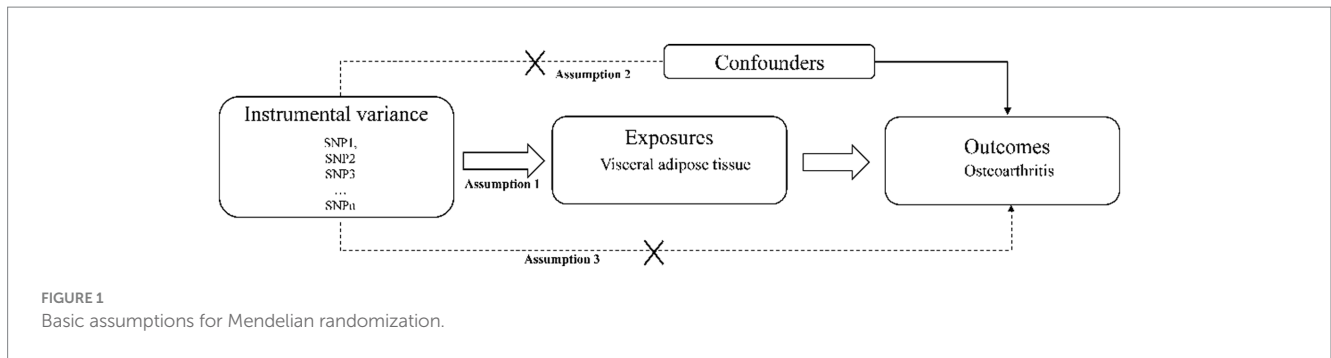 Confounders
Assumption 2
Instrumental variance
SNP1,
SNP2
SNP3
...
SNPn
Assumption 1
Exposures
Visceral adipose tissue
Outcomes
Osteoarthritis
Assumption 3
FIGURE 1
Basic assumptions for Mendelian randomization.